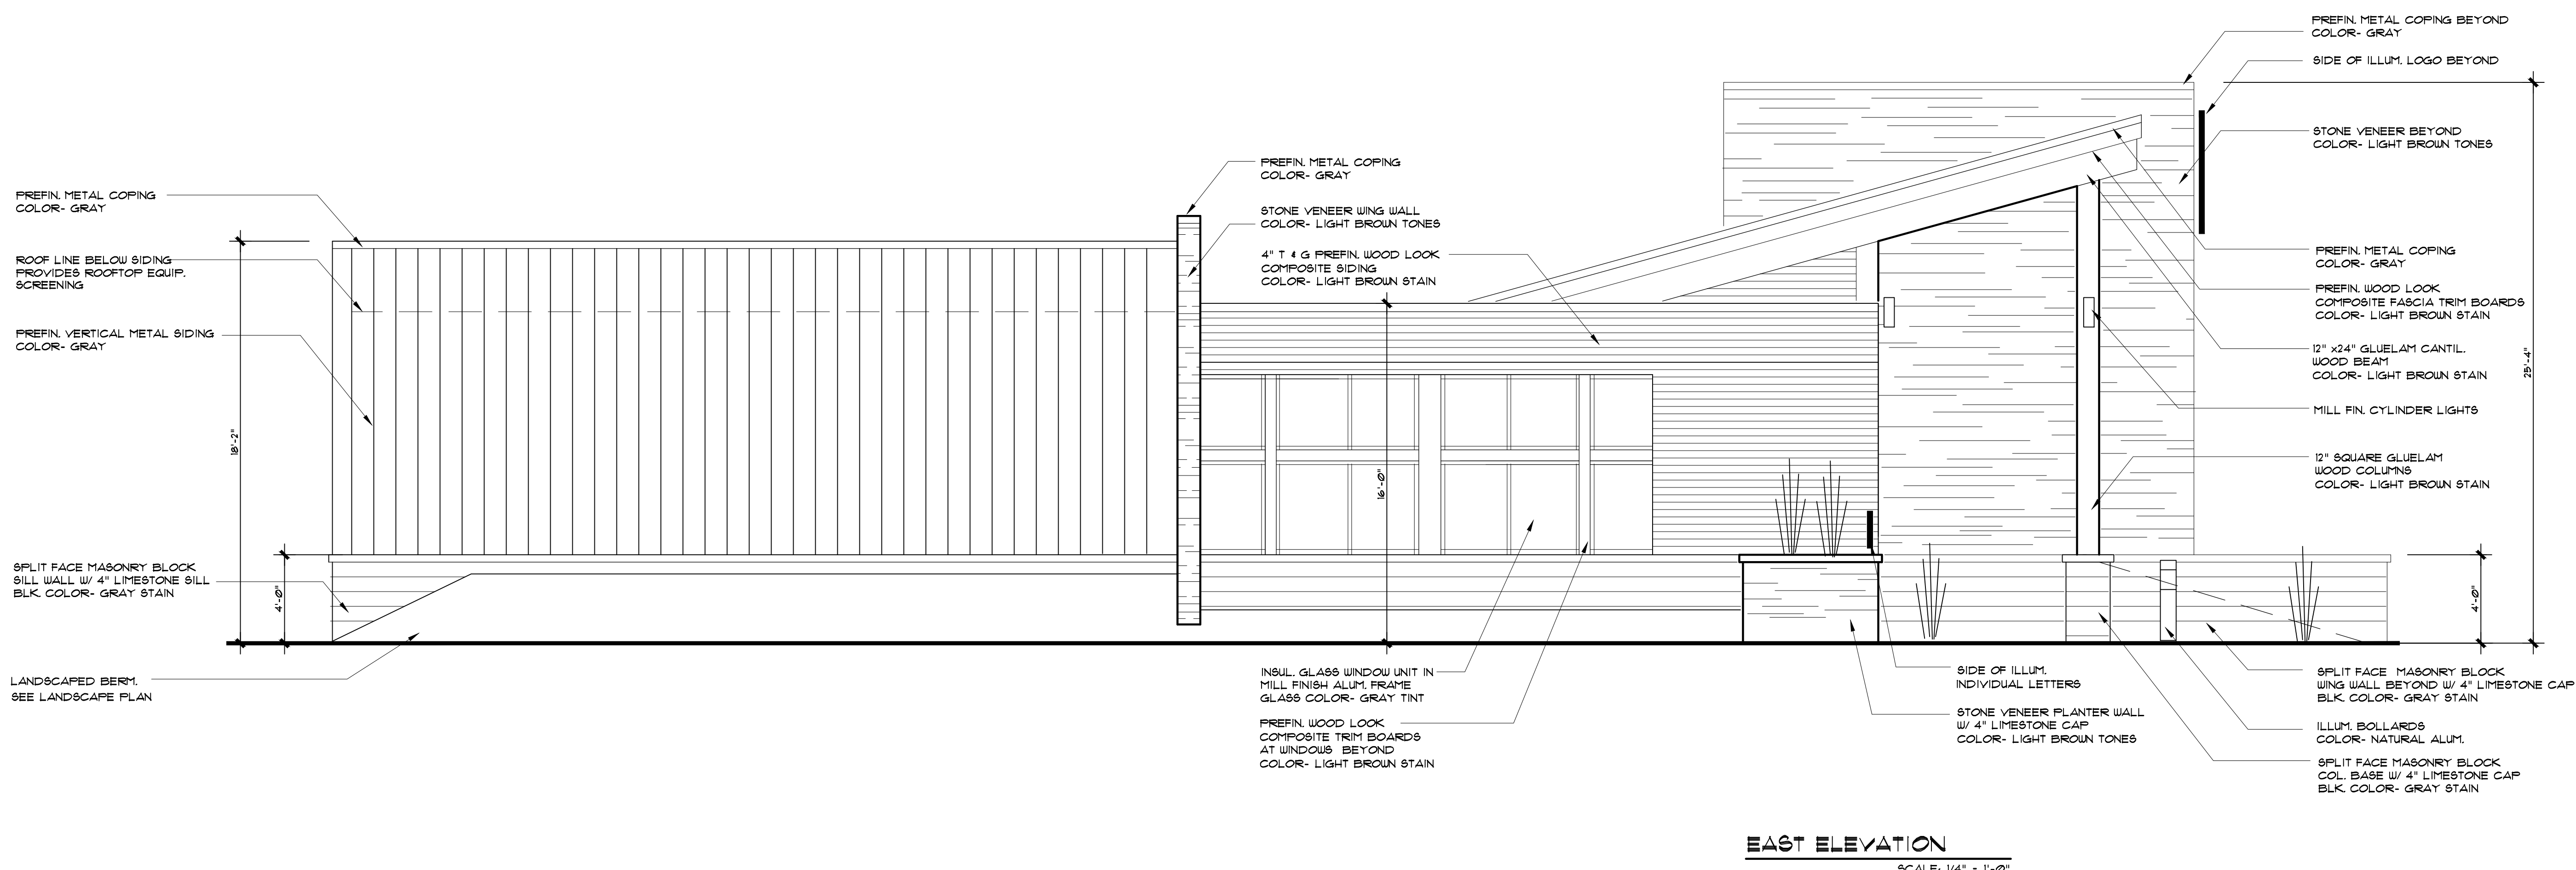 PREFIN. METAL COPING
COLOR- GRAY
ROOF LINE BELOW SIDING
PROVIDES ROOFTOP EQUIP.
SCREENING
PREFIN. VERTICAL METAL SIDING
COLOR- GRAY
18'-2"
SPLIT FACE MASONRY BLOCK
SILL WALL W/ 4" LIMESTONE SILL
BLK. COLOR- GRAY STAIN
4'-0"
LANDSCAPED BERM.
SEE LANDSCAPE PLAN
PREFIN. METAL COPING
COLOR- GRAY
STONE VENEER WING WALL
COLOR- LIGHT BROWN TONES
4" T & G PREFIN. WOOD LOOK
COMPOSITE SIDING
COLOR- LIGHT BROWN STAIN
16'-0"
INSUL. GLASS WINDOW UNIT IN
MILL FINISH ALUM. FRAME
GLASS COLOR- GRAY TINT
PREFIN. WOOD LOOK
COMPOSITE TRIM BOARDS
AT WINDOWS BEYOND
COLOR- LIGHT BROWN STAIN
SIDE OF ILLUM.
INDIVIDUAL LETTERS
STONE VENEER PLANTER WALL
W/ 4" LIMESTONE CAP
COLOR- LIGHT BROWN TONES
PREFIN. METAL COPING BEYOND
COLOR- GRAY
SIDE OF ILLUM. LOGO BEYOND
STONE VENEER BEYOND
COLOR- LIGHT BROWN TONES
PREFIN. METAL COPING
COLOR- GRAY
PREFIN. WOOD LOOK
COMPOSITE FASCIA TRIM BOARDS
COLOR- LIGHT BROWN STAIN
12" x24" GLUELAM CANTIL.
WOOD BEAM
COLOR- LIGHT BROWN STAIN
MILL FIN. CYLINDER LIGHTS
12" SQUARE GLUELAM
WOOD COLUMNS
COLOR- LIGHT BROWN STAIN
25'-4"
4'-0"
SPLIT FACE MASONRY BLOCK
WING WALL BEYOND W/ 4" LIMESTONE CAP
BLK. COLOR- GRAY STAIN
ILLUM. BOLLARDS
COLOR- NATURAL ALUM.
SPLIT FACE MASONRY BLOCK
COL. BASE W/ 4" LIMESTONE CAP
BLK. COLOR- GRAY STAIN
EAST ELEVATION
SCALE: 1/4" = 1'-0"